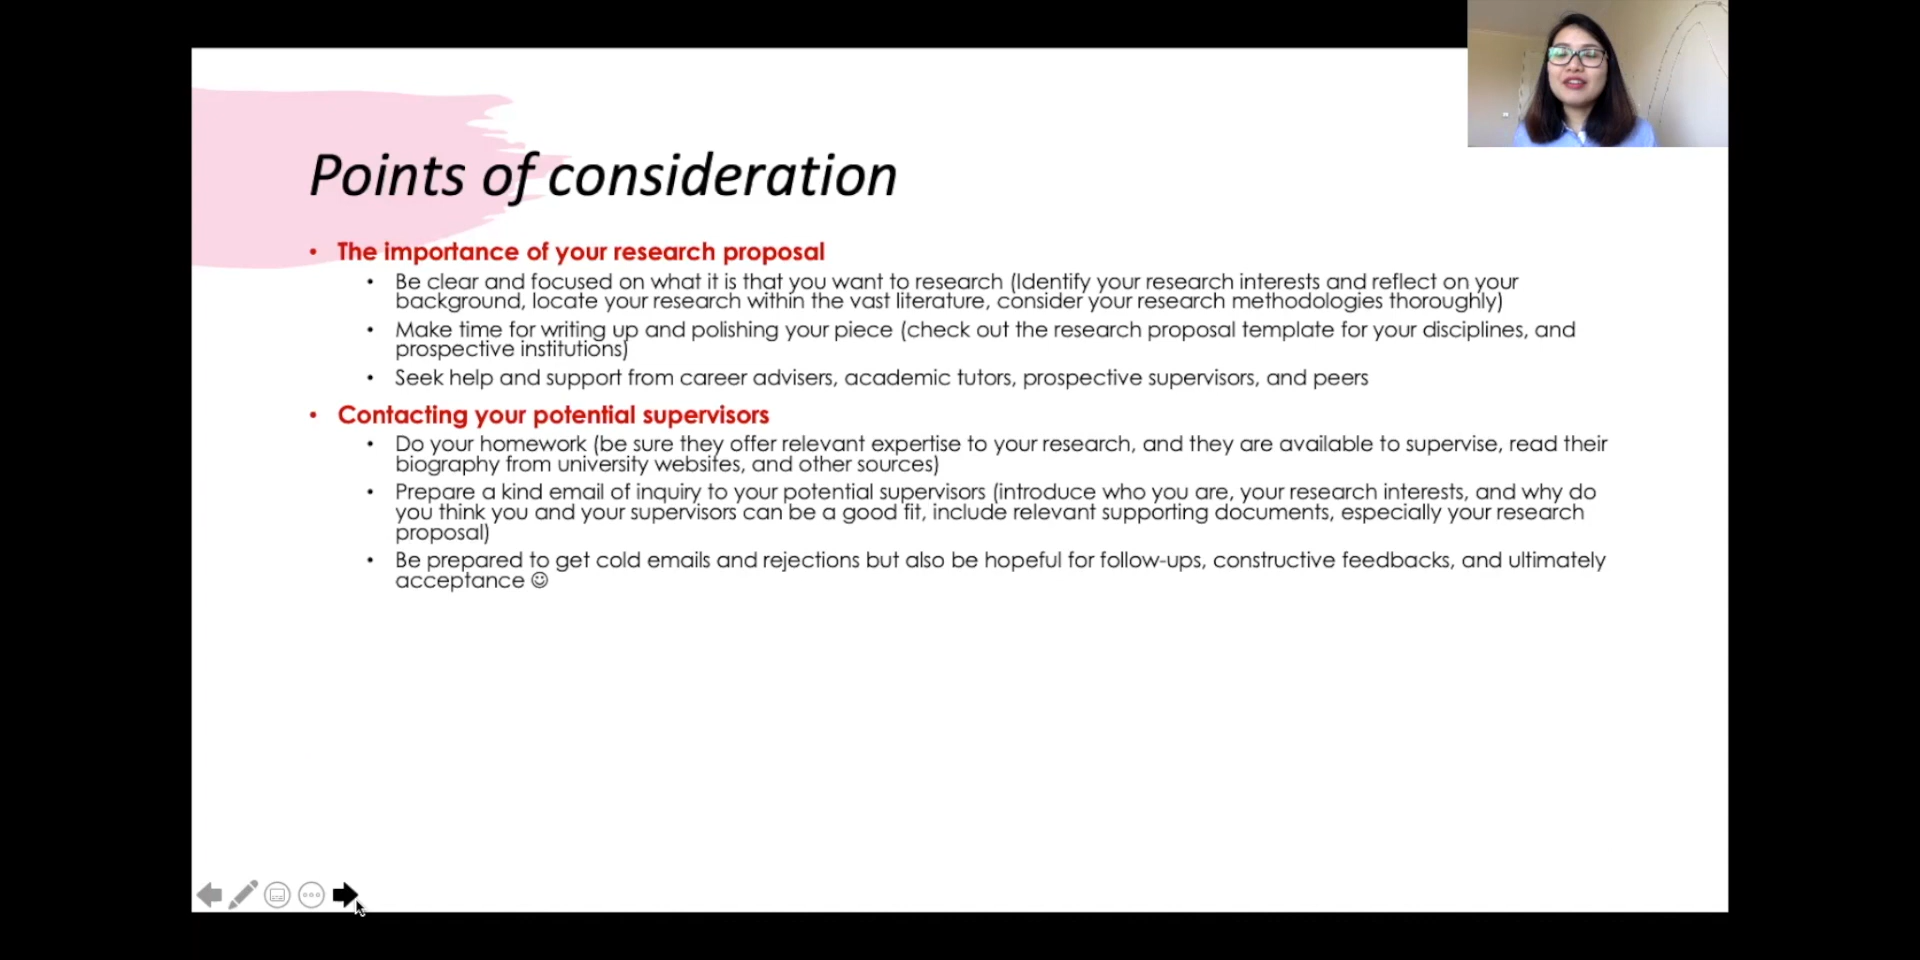 Points of consideration
• The importance of your research proposal
• Be clear and focused on what it is that you want to research (Identify your research interests and reflect on your
background, locate your research within the vast literature, consider your research methodologies thoroughly)
• Make time for writing up and polishing your piece (check out the research proposal template for your disciplines, and
prospective institutions)
• Seek help and support from career advisers, academic tutors, prospective supervisors, and peers
• Contacting your potential supervisors
• Do your homework (be sure they offer relevant expertise to your research, and they are available to supervise, read their
biography from university websites, and other sources)
• Prepare a kind email of inquiry to your potential supervisors (introduce who you are, your research interests, and why do
you think you and your supervisors can be a good fit, include relevant supporting documents, especially your research
proposal)
• Be prepared to get cold emails and rejections but also be hopeful for follow-ups, constructive feedbacks, and ultimately
acceptance ☺